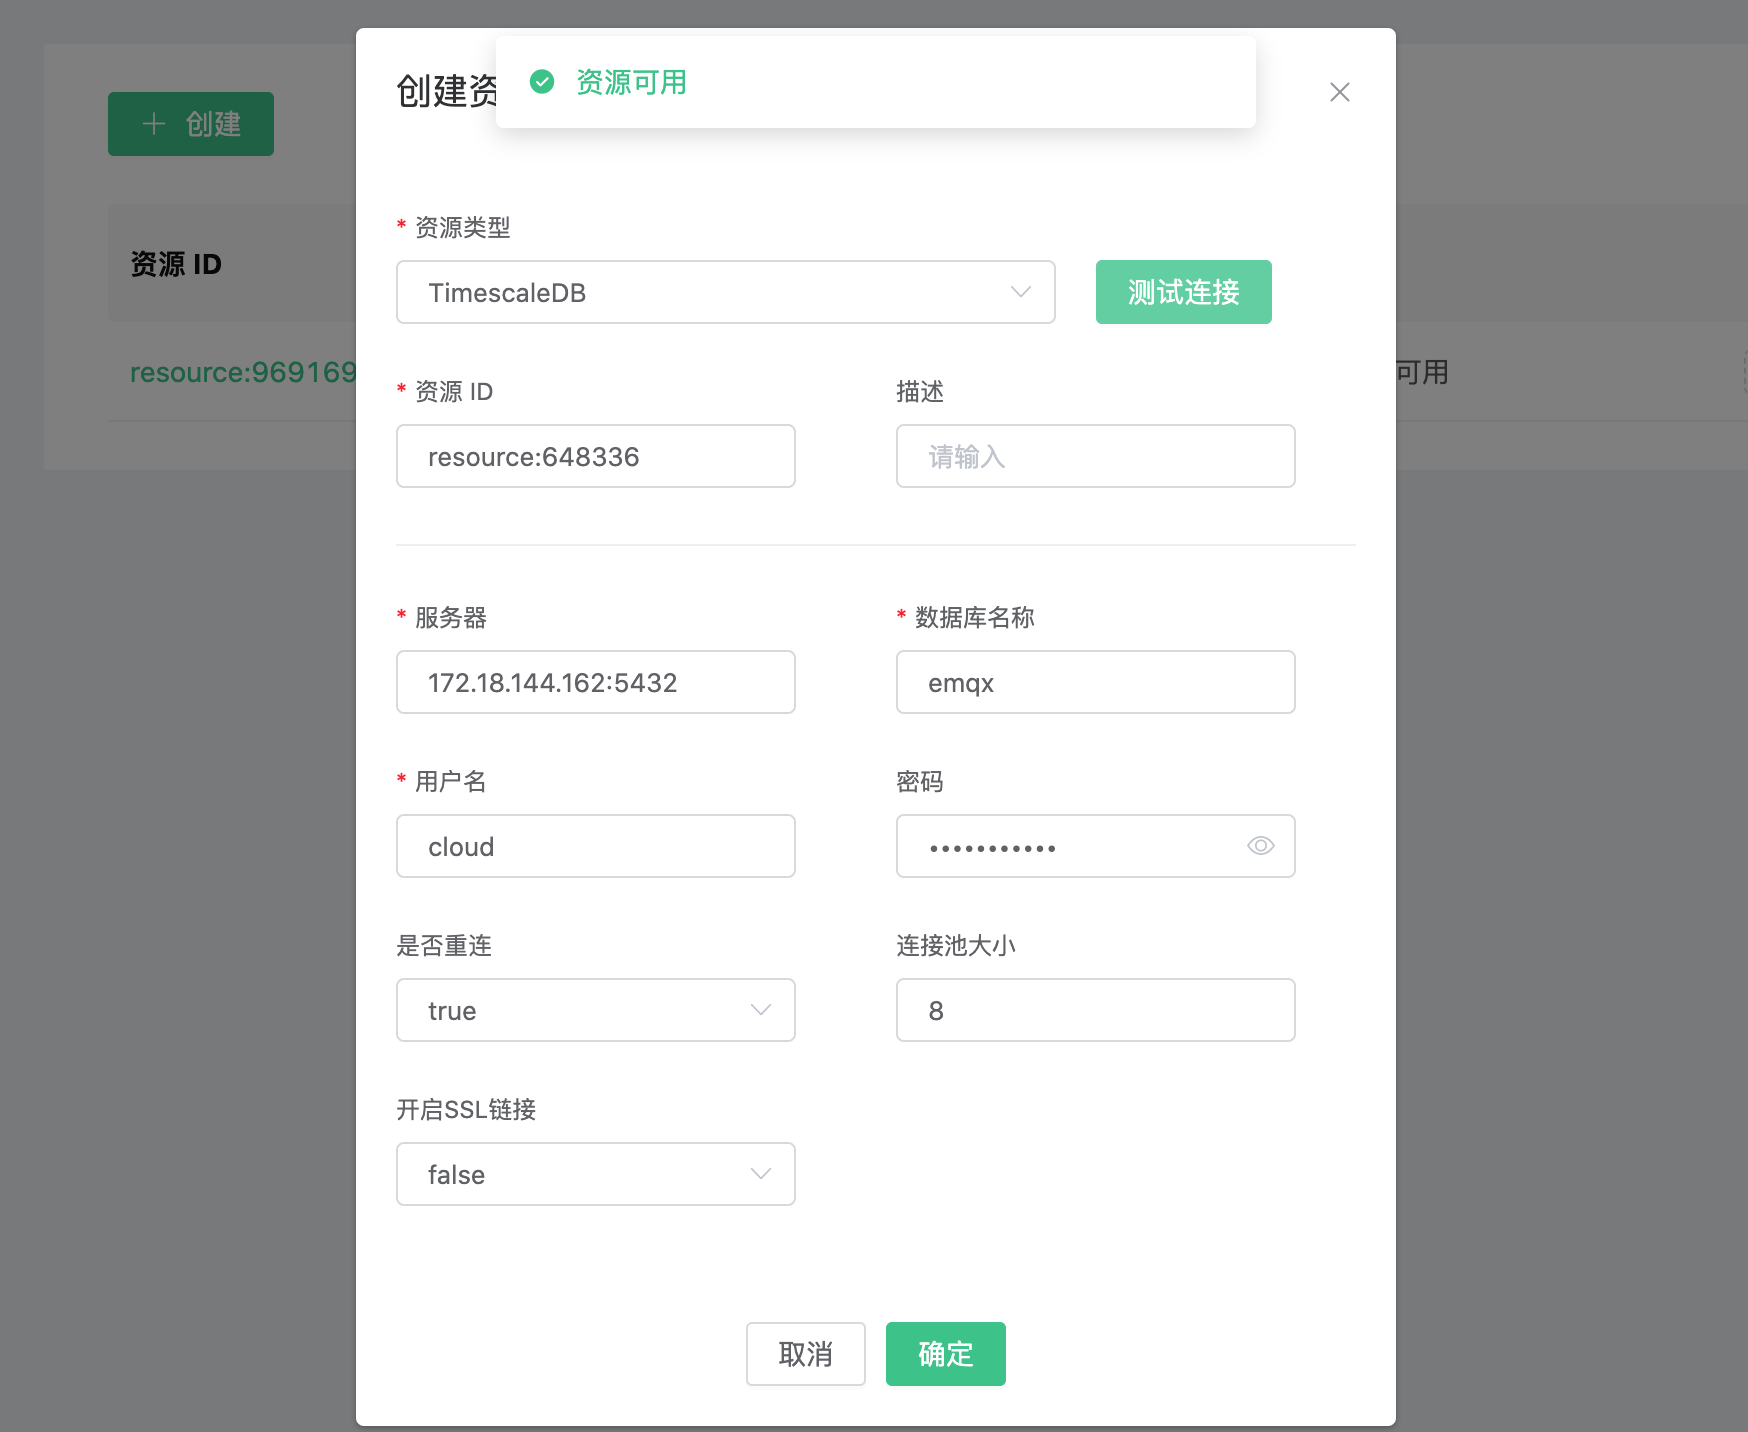 创建资
资源可用
创建
* 资源类型
资源 ID
TimescaleDB
测试连接
resource:969169
可用
* 资源 ID
描述
resource:648336
请输入
* 服务器
* 数据库名称
172.18.144.162:5432
emqx
* 用户名
密码
cloud
•••••••••••
是否重连
连接池大小
true
8
开启SSL链接
false
取消
确定